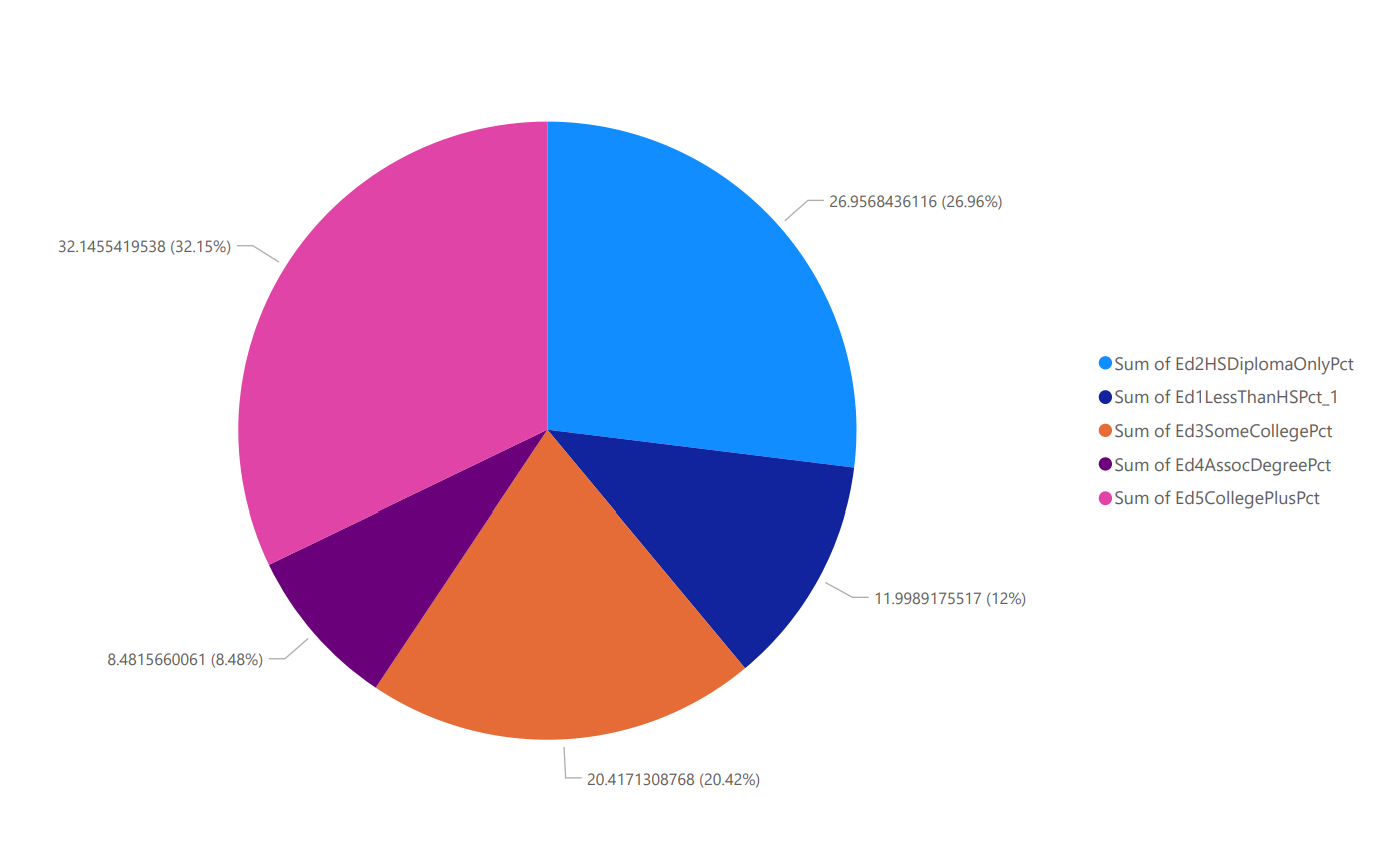 26.9568436116 (26.96%)
32.1455419538 (32.15%)
11.9989175517 (12%)
8.4815660061 (8.48%)
20.4171308768 (20.42%)
Sum of Ed2HSDiplomaOnlyPct
Sum of Ed1LessThanHSPct_1
Sum of Ed3SomeCollegePct
Sum of Ed4AssocDegreePct
Sum of Ed5CollegePlusPct